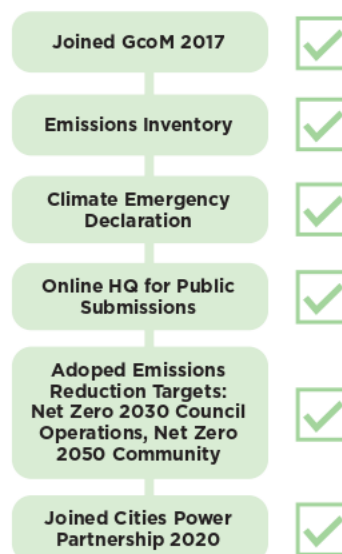 Joined GcoM 2017
Emissions Inventory
Climate Emergency
Declaration
Online HQ for Public
Submissions
Adoped Emissions
Reduction Targets:
Net Zero 2030 Council
Operations, Net Zero
2050 Community
Joined Cities Power
Partnership 2020